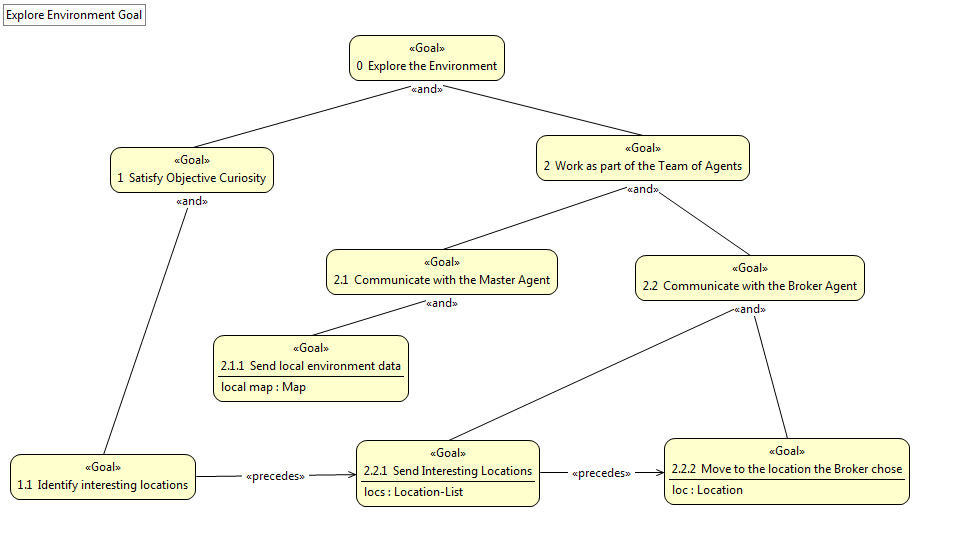 Explore Environment Goal
«Goal»
0 Explore the Environment
«and»
«Goal»
1 Satisfy Objective Curiosity
«and»
«Goal»
2 Work as part of the Team of Agents
«and»
«Goal»
2.1 Communicate with the Master Agent
«and»
«Goal»
2.2 Communicate with the Broker Agent
«and»
«Goal»
2.1.1 Send local environment data
local map : Map
«Goal»
1.1 Identify interesting locations
«precedes»
«Goal»
2.2.1 Send Interesting Locations
locs : Location-List
«precedes»
«Goal»
2.2.2 Move to the location the Broker chose
loc : Location